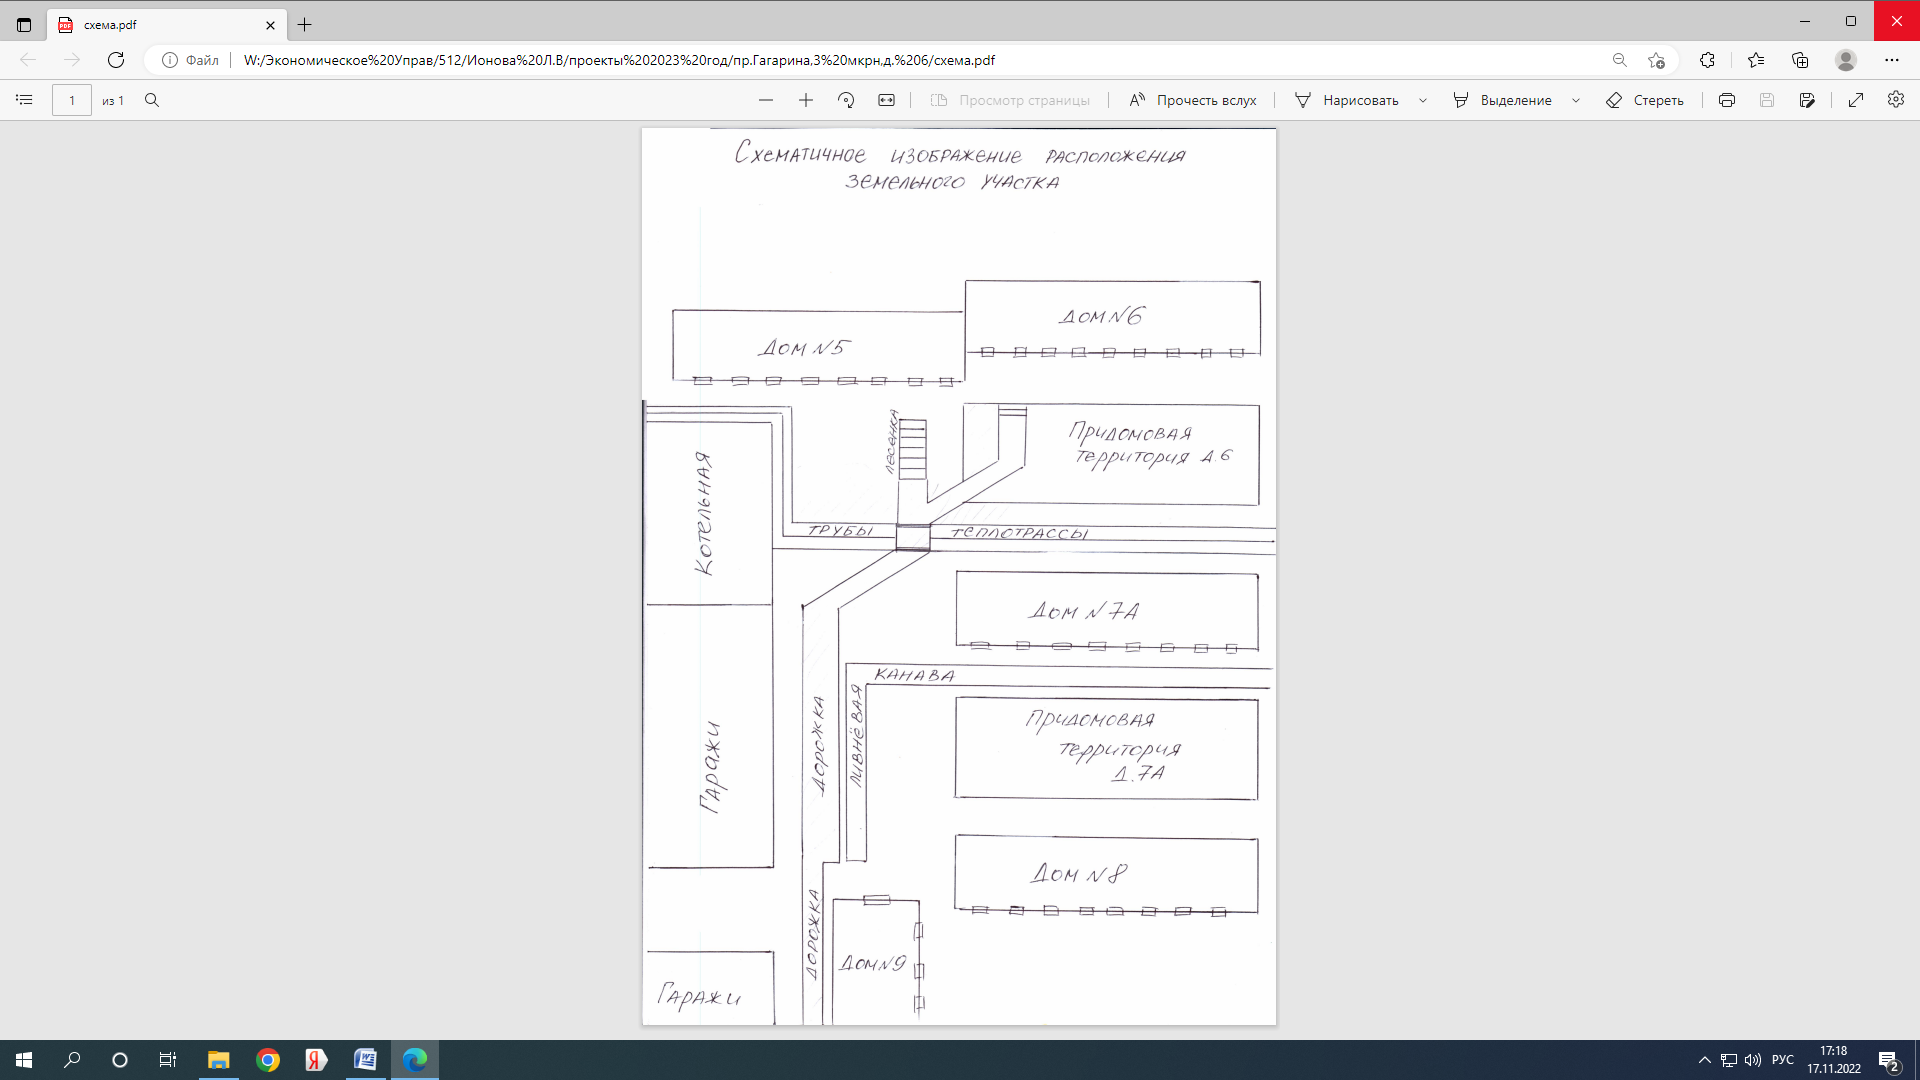 схема.pdf
Файл
W:/Экономическое%20Управ/512/Ионова%20Л.В/проекты%202023%20год/пр.Гагарина,3%20мкрн,д.%206/схема.pdf
1
из 1
Просмотр страницы
Прочесть вслух
Нарисовать
Выделение
Стереть
Схематичное изображение расположения
земельного участка
Дом N6
Дом N5
лесенка
Придомовая
территория д.6
Котельная
Трубы
теплотрассы
Дом N 7А
канава
ливнёвая
дорожка
Придомовая
территория
д.7А
Гаражи
Дом N8
дорожка
Дом N9
Гаражи
W
Я
РУС
17:18
17.11.2022
2